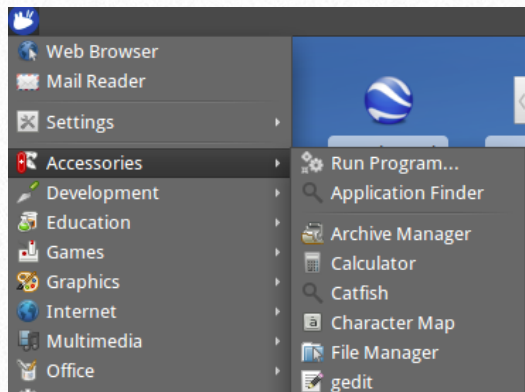 Web Browser
Mail Reader
Settings
Accessories
Development
Education
Games
Graphics
Internet
Multimedia
Office
Run Program...
Application Finder
Archive Manager
Calculator
Catfish
Character Map
File Manager
gedit